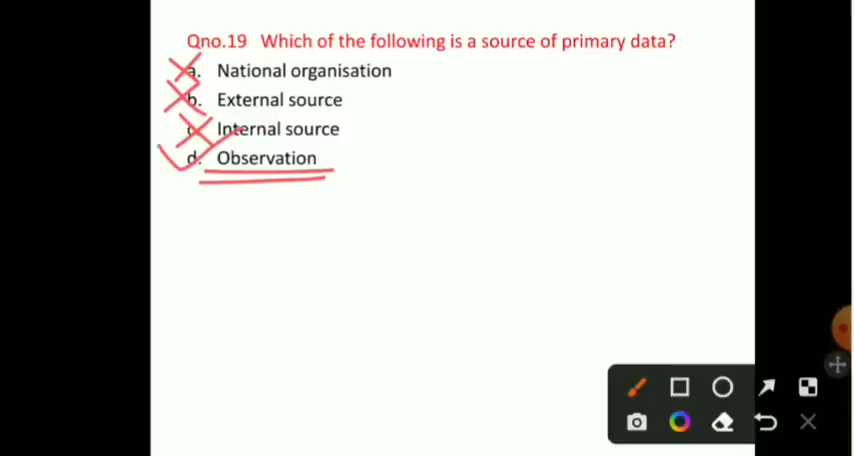 Qno.19 Which of the following is a source of primary data?
a. National organisation
b. External source
c. Internal source
d. Observation